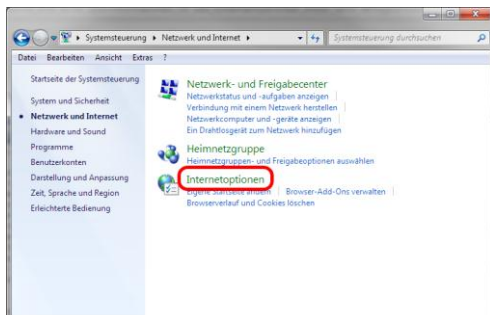 Systemsteuerung ▸ Netzwerk und Internet ▸
Systemsteuerung durchsuchen
Datei Bearbeiten Ansicht Extras ?
Startseite der Systemsteuerung
System und Sicherheit
Netzwerk und Internet
Hardware und Sound
Programme
Benutzerkonten
Darstellung und Anpassung
Zeit, Sprache und Region
Erleichterte Bedienung
Netzwerk- und Freigabecenter
Netzwerkstatus und -aufgaben anzeigen
Verbindung mit einem Netzwerk herstellen
Netzwerkcomputer und -geräte anzeigen
Ein Drahtlosgerät zum Netzwerk hinzufügen
Heimnetzgruppe
Heimnetzgruppen- und Freigabeoptionen auswählen
Internetoptionen
Eigene Startseite ändern | Browser-Add-Ons verwalten
Browserverlauf und Cookies löschen